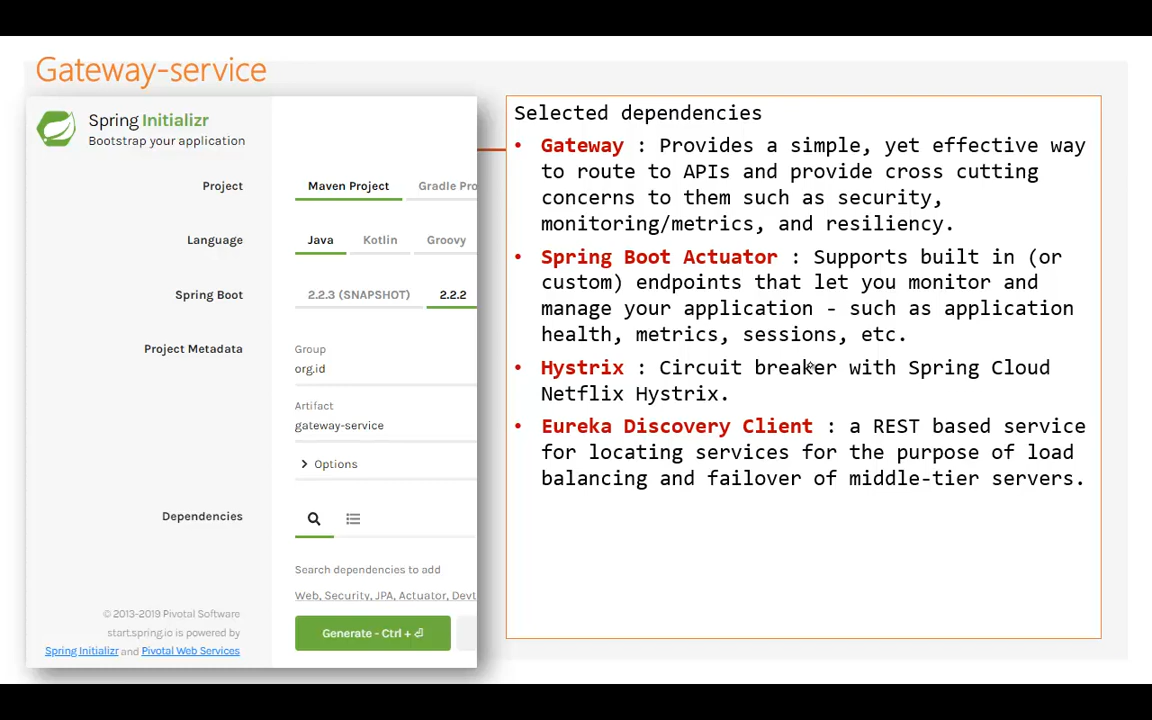 Gateway-service
Spring Initializr
Bootstrap your application
Project
Maven Project
Gradle Pro
Language
Java
Kotlin
Groovy
Spring Boot
2.2.3 (SNAPSHOT)
2.2.2
Project Metadata
Group
org.id
Artifact
gateway-service
Options
Dependencies
Search dependencies to add
Web, Security, JPA, Actuator, Devt
© 2013-2019 Pivotal Software
start.spring.io is powered by
Spring Initializr and Pivotal Web Services
Generate - Ctrl + ⏎
Selected dependencies
• Gateway : Provides a simple, yet effective way
to route to APIs and provide cross cutting
concerns to them such as security,
monitoring/metrics, and resiliency.
• Spring Boot Actuator : Supports built in (or
custom) endpoints that let you monitor and
manage your application - such as application
health, metrics, sessions, etc.
• Hystrix : Circuit breaker with Spring Cloud
Netflix Hystrix.
• Eureka Discovery Client : a REST based service
for locating services for the purpose of load
balancing and failover of middle-tier servers.